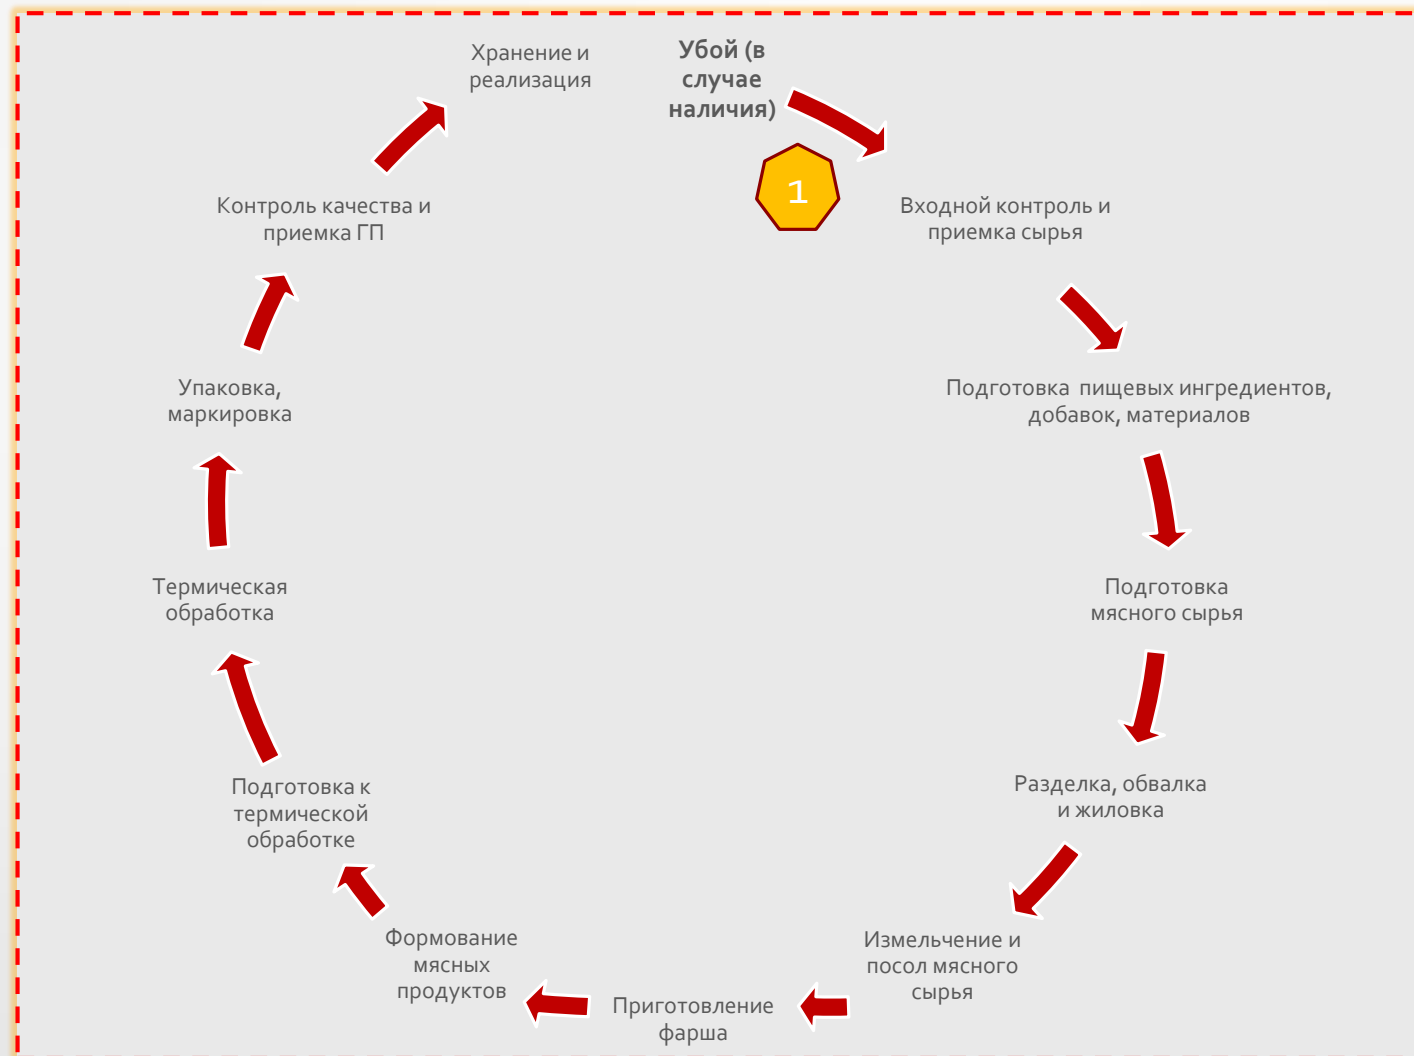 Убой (в
случае
наличия)
1
Входной контроль и
приемка сырья
Подготовка пищевых ингредиентов,
добавок, материалов
Подготовка
мясного сырья
Разделка, обвалка
и жиловка
Измельчение и
посол мясного
сырья
Приготовление
фарша
Формование
мясных
продуктов
Подготовка к
термической
обработке
Термическая
обработка
Упаковка,
маркировка
Контроль качества и
приемка ГП
Хранение и
реализация